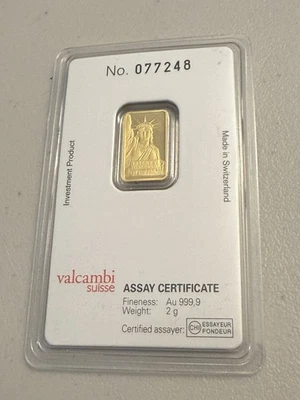 No. 077248
Investment Product
Made in Switzerland
valcambi
suisse
ASSAY CERTIFICATE
Fineness: Au 999,9
Weight: 2 g
Certified assayer:
CHI
ESSAYEUR
FONDEUR